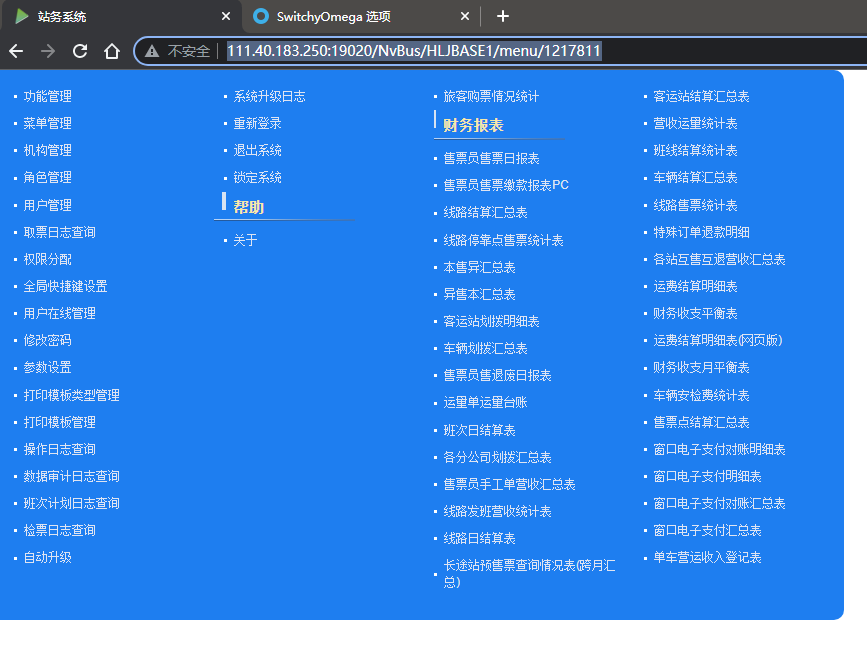 站务系统
SwitchyOmega 选项
不安全
111.40.183.250:19020/NvBus/HLJBASE1/menu/1217811
功能管理
菜单管理
机构管理
角色管理
用户管理
取票日志查询
权限分配
全局快捷键设置
用户在线管理
修改密码
参数设置
打印模板类型管理
打印模板管理
操作日志查询
数据审计日志查询
班次计划日志查询
检票日志查询
自动升级
系统升级日志
重新登录
退出系统
锁定系统
帮助
关于
旅客购票情况统计
财务报表
售票员售票日报表
售票员售票缴款报表PC
线路结算汇总表
线路停靠点售票统计表
本售异汇总表
异售本汇总表
客运站划拨明细表
车辆划拨汇总表
售票员售退废日报表
运量单运量台账
班次日结算表
各分公司划拨汇总表
售票员手工单营收汇总表
线路发班营收统计表
线路日结算表
长途站预售票查询情况表(跨月汇
总)
客运站结算汇总表
营收运量统计表
班线结算统计表
车辆结算汇总表
线路售票统计表
特殊订单退款明细
各站互售互退营收汇总表
运费结算明细表
财务收支平衡表
运费结算明细表(网页版)
财务收支月平衡表
车辆安检费统计表
售票点结算汇总表
窗口电子支付对账明细表
窗口电子支付明细表
窗口电子支付对账汇总表
窗口电子支付汇总表
单车营运收入登记表